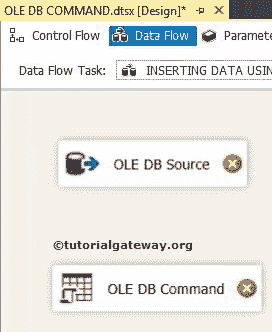 OLE DB COMMAND.dtsx [Design]*
Control Flow Data Flow Paramete
Data Flow Task: INSERTING DATA USIN
OLE DB Source
©tutorialgateway.org
OLE DB Command